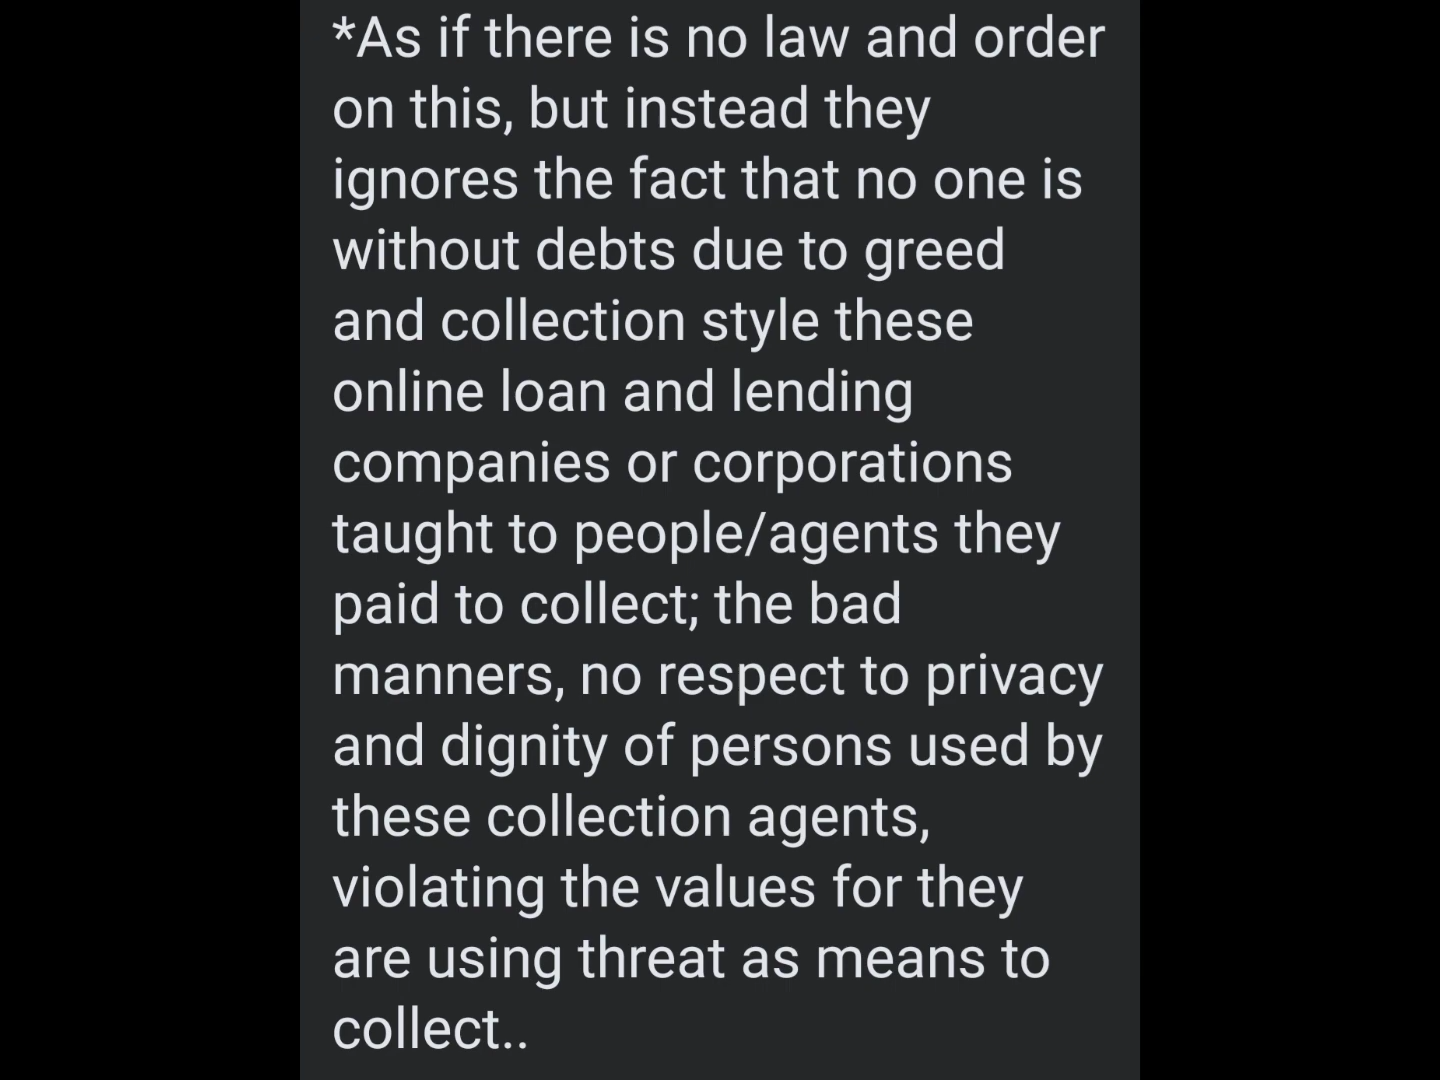 *As if there is no law and order
on this, but instead they
ignores the fact that no one is
without debts due to greed
and collection style these
online loan and lending
companies or corporations
taught to people/agents they
paid to collect; the bad
manners, no respect to privacy
and dignity of persons used by
these collection agents,
violating the values for they
are using threat as means to
collect..